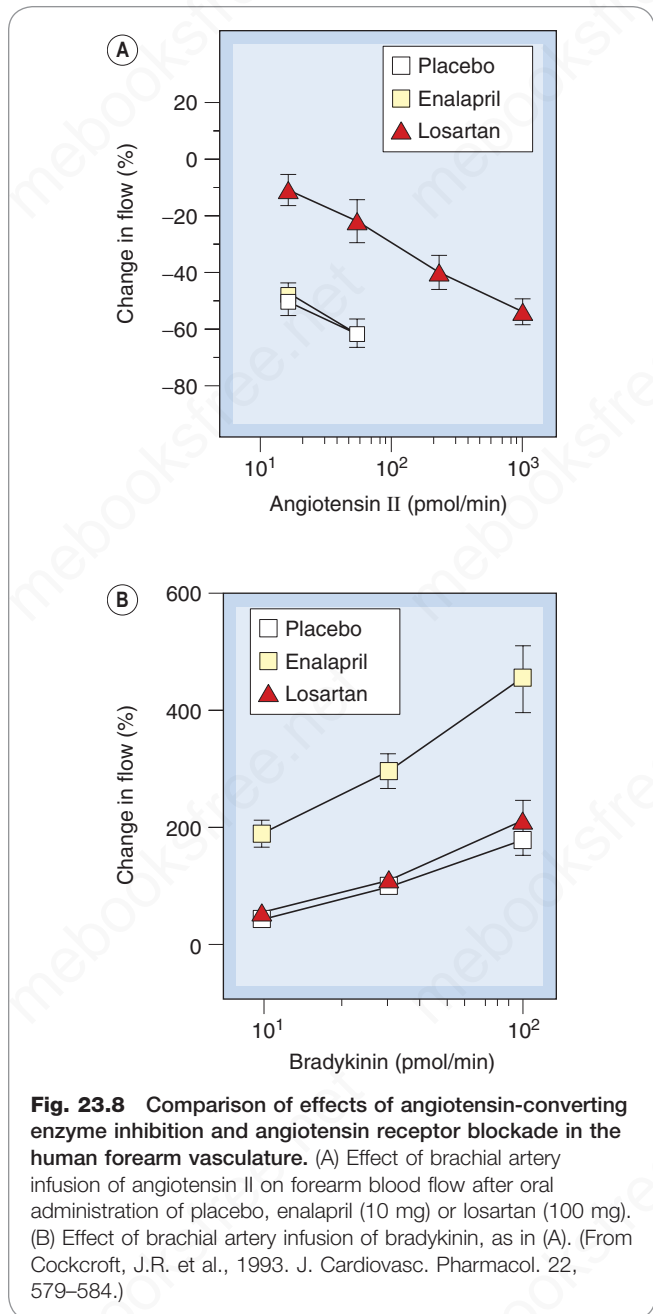 A
Placebo
Enalapril
Losartan
Change in flow (%)
20
0
–20
–40
–60
–80
10¹
10²
10³
Angiotensin II (pmol/min)
B
Placebo
Enalapril
Losartan
Change in flow (%)
600
400
200
0
10¹
10²
Bradykinin (pmol/min)
Fig. 23.8 Comparison of effects of angiotensin-converting
enzyme inhibition and angiotensin receptor blockade in the
human forearm vasculature. (A) Effect of brachial artery
infusion of angiotensin II on forearm blood flow after oral
administration of placebo, enalapril (10 mg) or losartan (100 mg).
(B) Effect of brachial artery infusion of bradykinin, as in (A). (From
Cockcroft, J.R. et al., 1993. J. Cardiovasc. Pharmacol. 22,
579–584.)
mebooksfree.net